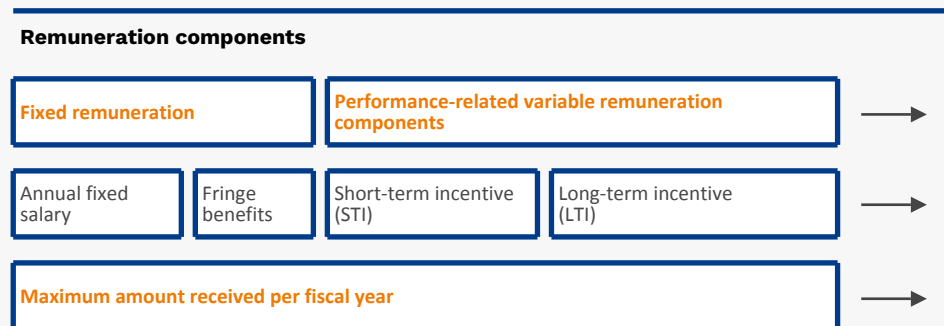 Remuneration components
Fixed remuneration
Performance-related variable remuneration
components
Annual fixed
salary
Fringe
benefits
Short-term incentive
(STI)
Long-term incentive
(LTI)
Maximum amount received per fiscal year